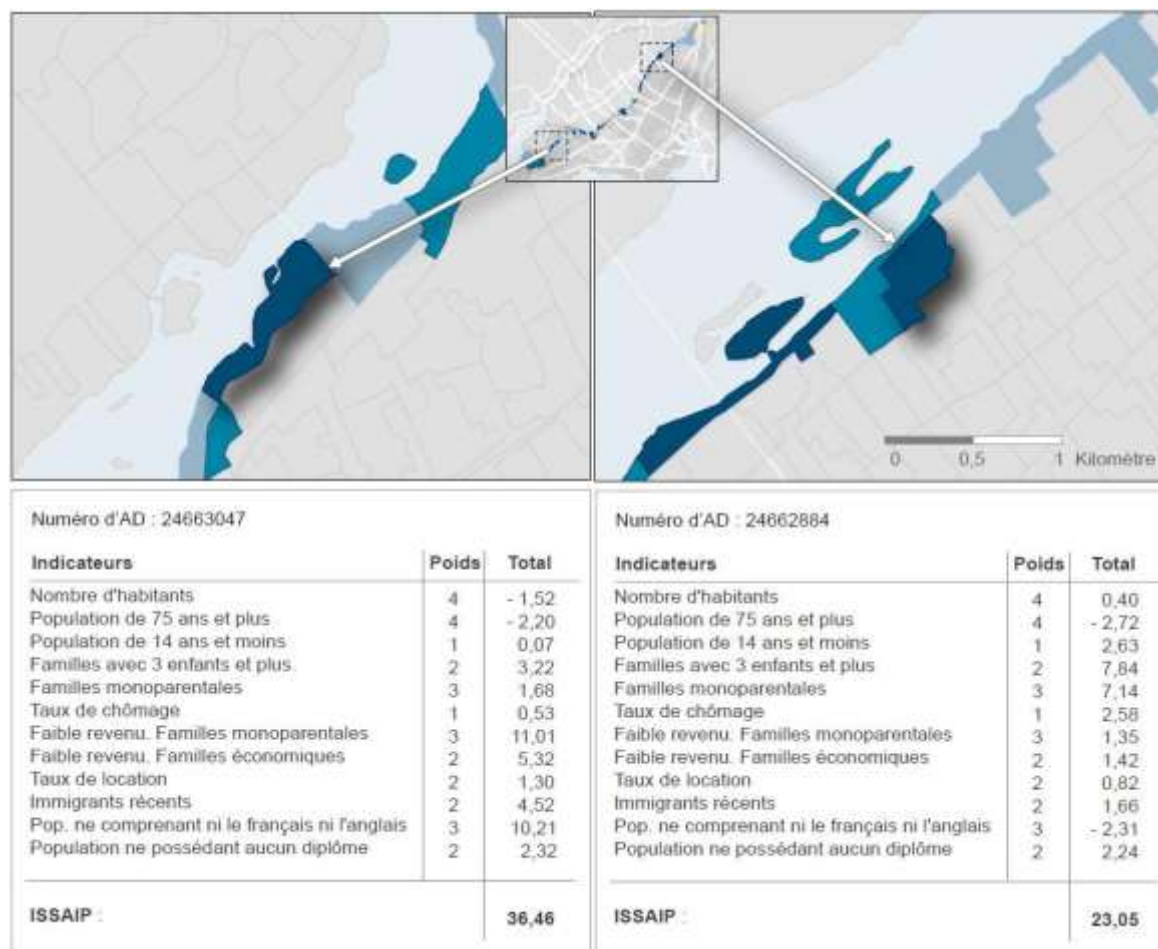 0 0,5 1 Kilomètre
Numéro d'AD : 24663047
Indicateurs Poids Total
Nombre d'habitants 4 - 1,52
Population de 75 ans et plus 4 - 2,20
Population de 14 ans et moins 1 0,07
Familles avec 3 enfants et plus 2 3,22
Familles monoparentales 3 1,68
Taux de chômage 1 0,53
Faible revenu. Familles monoparentales 3 11,01
Faible revenu. Familles économiques 2 5,32
Taux de location 2 1,30
Immigrants récents 2 4,52
Pop. ne comprenant ni le français ni l'anglais 3 10,21
Population ne possédant aucun diplôme 2 2,32
ISSAIP : 36,46
Numéro d'AD : 24662884
Indicateurs Poids Total
Nombre d'habitants 4 0,40
Population de 75 ans et plus 4 - 2,72
Population de 14 ans et moins 1 2,63
Familles avec 3 enfants et plus 2 7,84
Familles monoparentales 3 7,14
Taux de chômage 1 2,58
Faible revenu. Familles monoparentales 3 1,35
Faible revenu. Familles économiques 2 1,42
Taux de location 2 0,82
Immigrants récents 2 1,66
Pop. ne comprenant ni le français ni l'anglais 3 - 2,31
Population ne possédant aucun diplôme 2 2,24
ISSAIP : 23,05